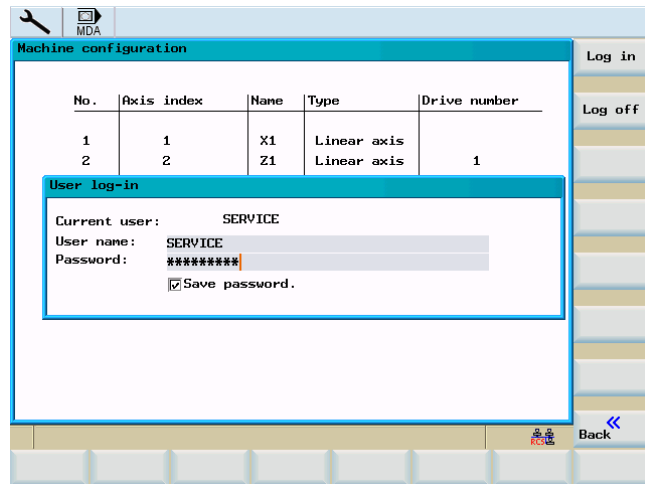 MDA
Machine configuration
Log in
No. Axis index Name Type Drive number
Log off
1 1 X1 Linear axis
2 2 Z1 Linear axis 1
User log-in
Current user: SERVICE
User name: SERVICE
Password: *********
Save password.
RCS
Back